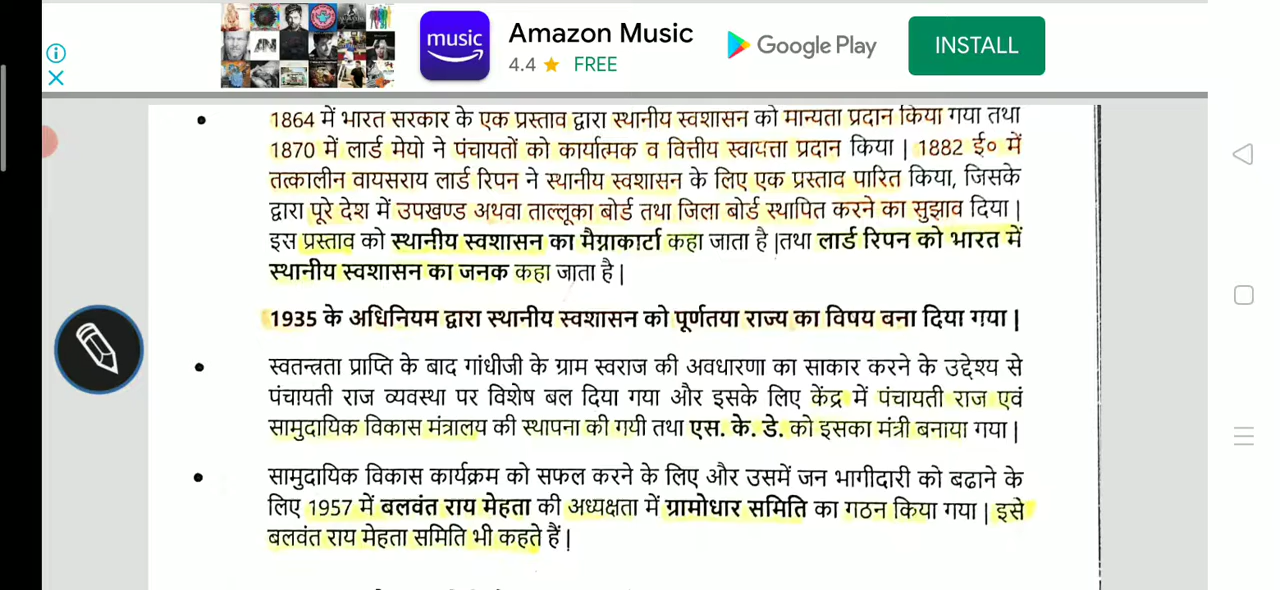 music
Amazon Music
4.4 ★ FREE
Google Play
INSTALL
1864 में भारत सरकार के एक प्रस्ताव द्वारा स्थानीय स्वशासन को मान्यता प्रदान किया गया तथा
1870 में लार्ड मेयो ने पंचायतों को कार्यात्मक व वित्तीय स्वायत्ता प्रदान किया |  1882 ई० में
तत्कालीन वायसराय लार्ड रिपन ने स्थानीय स्वशासन के लिए एक प्रस्ताव पारित किया, जिसके
द्वारा पूरे देश में उपखण्ड अथवा ताल्लूका बोर्ड तथा जिला बोर्ड स्थापित करने का सुझाव दिया |
इस प्रस्ताव को स्थानीय स्वशासन का मैग्नाकार्टा कहा जाता है |तथा लार्ड रिपन को भारत में
स्थानीय स्वशासन का जनक कहा जाता है |
1935 के अधिनियम द्वारा स्थानीय स्वशासन को पूर्णतया राज्य का विषय बना दिया गया |
स्वतन्त्रता प्राप्ति के बाद गांधीजी के ग्राम स्वराज की अवधारणा का साकार करने के उद्देश्य से
पंचायती राज व्यवस्था पर विशेष बल दिया गया और इसके लिए केंद्र में पंचायती राज एवं
सामुदायिक विकास मंत्रालय की स्थापना की गयी तथा एस. के. डे. को इसका मंत्री बनाया गया |
सामुदायिक विकास कार्यक्रम को सफल करने के लिए और उसमें जन भागीदारी को बढाने के
लिए 1957 में बलवंत राय मेहता की अध्यक्षता में ग्रामोधार समिति का गठन किया गया | इसे
बलवंत राय मेहता समिति भी कहते हैं |